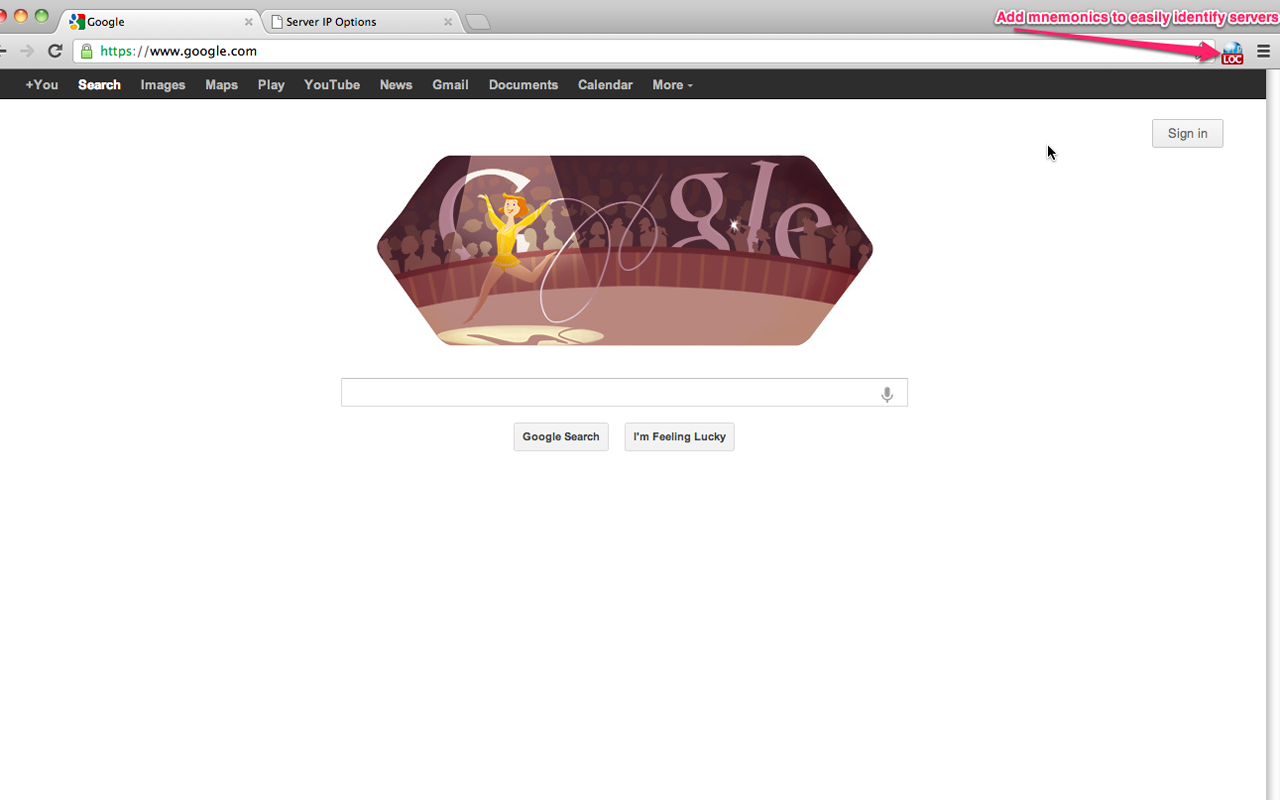 Google
Server IP Options
Add mnemonics to easily identify servers
https://www.google.com
LOC
+You Search Images Maps Play YouTube News Gmail Documents Calendar More
Sign in
Google
Google Search I'm Feeling Lucky